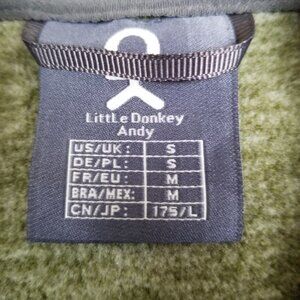 Little Donkey
Andy
US/UK: S
DE/PL: S
FR/EU: M
BRA/MEX: M
CN/JP: 175/L